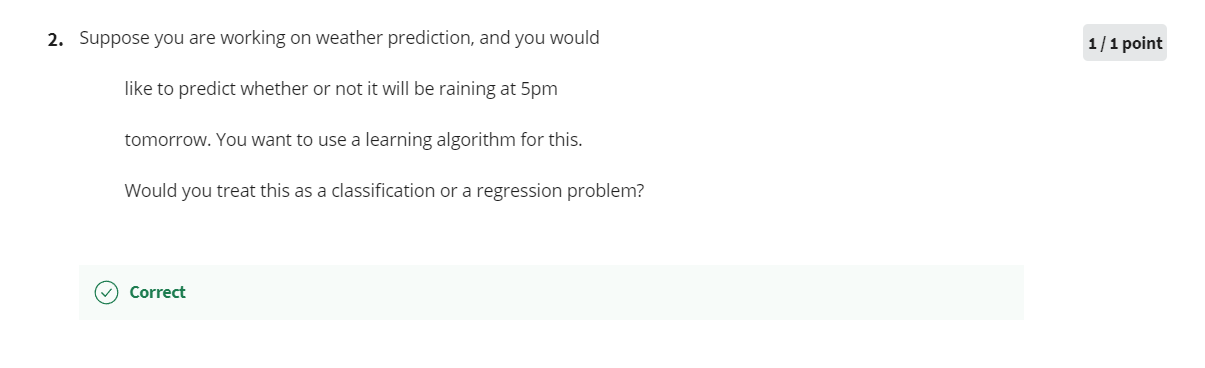 2. Suppose you are working on weather prediction, and you would
1 / 1 point
like to predict whether or not it will be raining at 5pm
tomorrow. You want to use a learning algorithm for this.
Would you treat this as a classification or a regression problem?
Correct